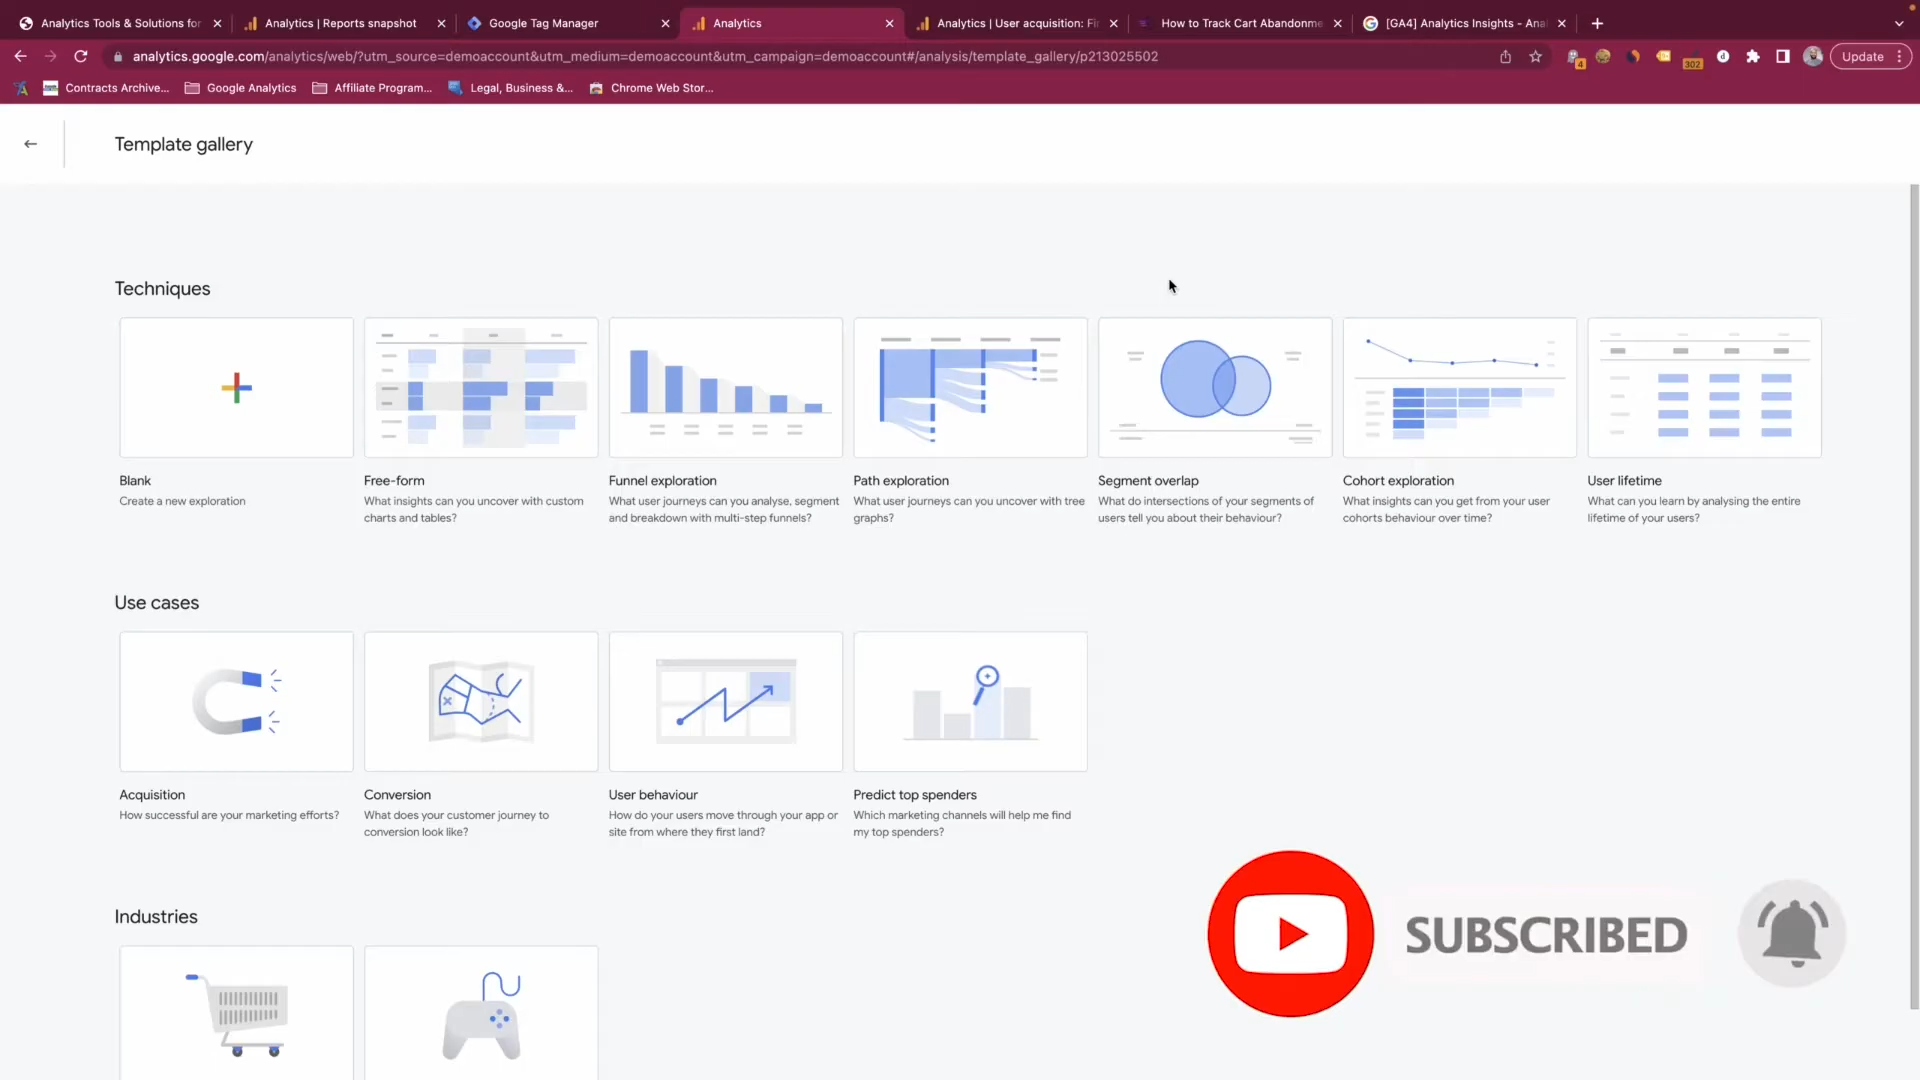 Analytics Tools & Solutions for
Analytics | Reports snapshot
Google Tag Manager
Analytics
Analytics | User acquisition: Fi
How to Track Cart Abandonme
[GA4] Analytics Insights - Ana
analytics.google.com/analytics/web/?utm_source=demoaccount&utm_medium=demoaccount&utm_campaign=demoaccount#/analysis/template_gallery/p213025502
4
302
Update
Contracts Archive...
Google Analytics
Affiliate Program...
Legal, Business &...
Chrome Web Stor...
Template gallery
Techniques
Blank
Create a new exploration
Free-form
What insights can you uncover with custom
charts and tables?
Funnel exploration
What user journeys can you analyse, segment
and breakdown with multi-step funnels?
Path exploration
What user journeys can you uncover with tree
graphs?
Segment overlap
What do intersections of your segments of
users tell you about their behaviour?
Cohort exploration
What insights can you get from your user
cohorts behaviour over time?
User lifetime
What can you learn by analysing the entire
lifetime of your users?
Use cases
Acquisition
How successful are your marketing efforts?
Conversion
What does your customer journey to
conversion look like?
User behaviour
How do your users move through your app or
site from where they first land?
Predict top spenders
Which marketing channels will help me find
my top spenders?
Industries
SUBSCRIBED